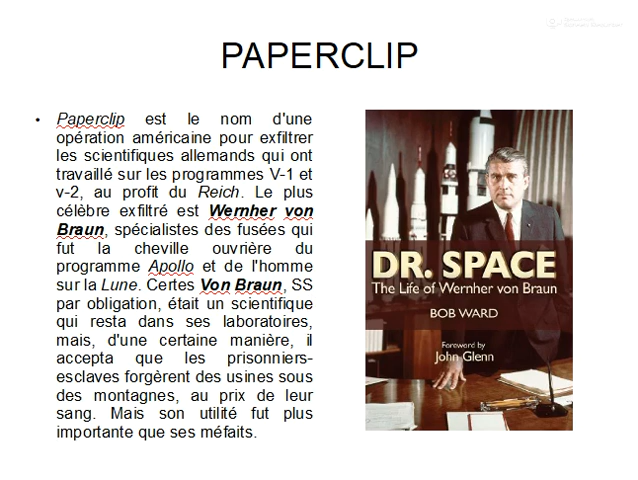 PAPERCLIP
• Paperclip est le nom d'une
opération américaine pour exfiltrer
les scientifiques allemands qui ont
travaillé sur les programmes V-1 et
v-2, au profit du Reich. Le plus
célèbre exfiltré est Wernher von
Braun, spécialistes des fusées qui
fut la cheville ouvrière du
programme Apollo et de l'homme
sur la Lune. Certes Von Braun, SS
par obligation, était un scientifique
qui resta dans ses laboratoires,
mais, d'une certaine manière, il
accepta que les prisonniers-
esclaves forgèrent des usines sous
des montagnes, au prix de leur
sang. Mais son utilité fut plus
importante que ses méfaits.
DR. SPACE
The Life of Wernher von Braun
BOB WARD
Foreword by
John Glenn